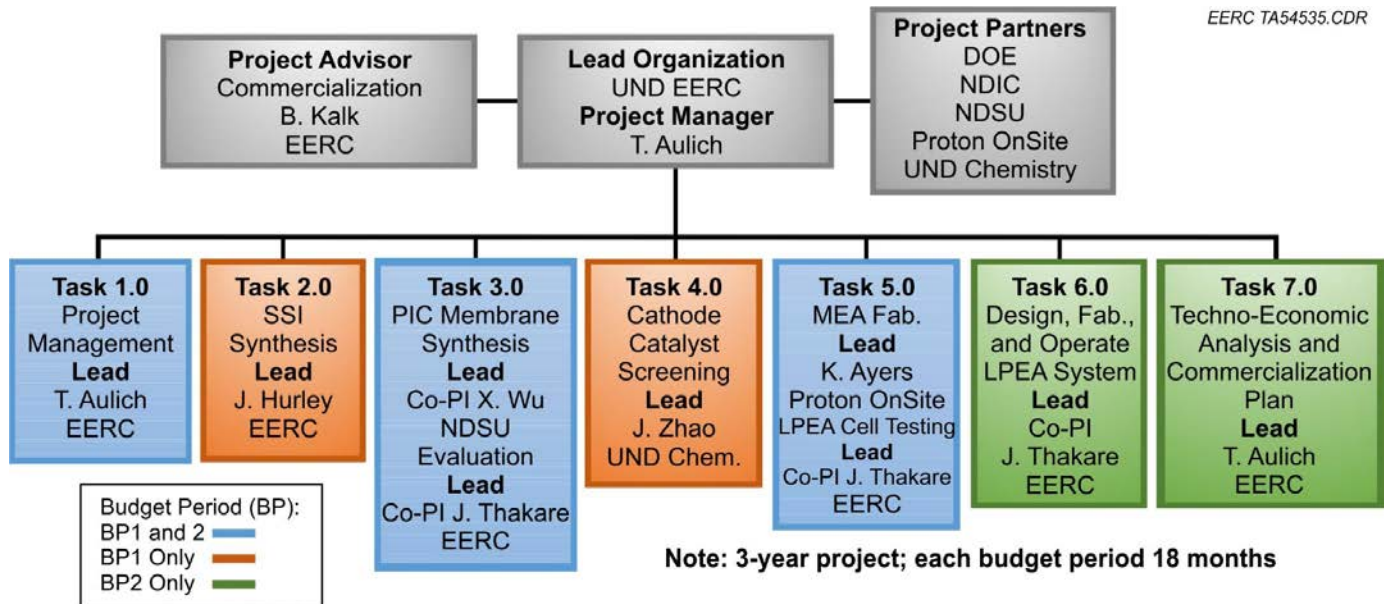 EERC TA54535.CDR
Project Advisor
Commercialization
B. Kalk
EERC
Lead Organization
UND EERC
Project Manager
T. Aulich
Project Partners
DOE
NDIC
NDSU
Proton OnSite
UND Chemistry
Task 1.0
Project
Management
Lead
T. Aulich
EERC
Task 2.0
SSI
Synthesis
Lead
J. Hurley
EERC
Task 3.0
PIC Membrane
Synthesis
Lead
Co-PI X. Wu
NDSU
Evaluation
Lead
Co-PI J. Thakare
EERC
Task 4.0
Cathode
Catalyst
Screening
Lead
J. Zhao
UND Chem.
Task 5.0
MEA Fab.
Lead
K. Ayers
Proton OnSite
LPEA Cell Testing
Lead
Co-PI J. Thakare
EERC
Task 6.0
Design, Fab.,
and Operate
LPEA System
Lead
Co-PI
J. Thakare
EERC
Task 7.0
Techno-Economic
Analysis and
Commercialization
Plan
Lead
T. Aulich
EERC
Budget Period (BP):
BP1 and 2
BP1 Only
BP2 Only
Note: 3-year project; each budget period 18 months